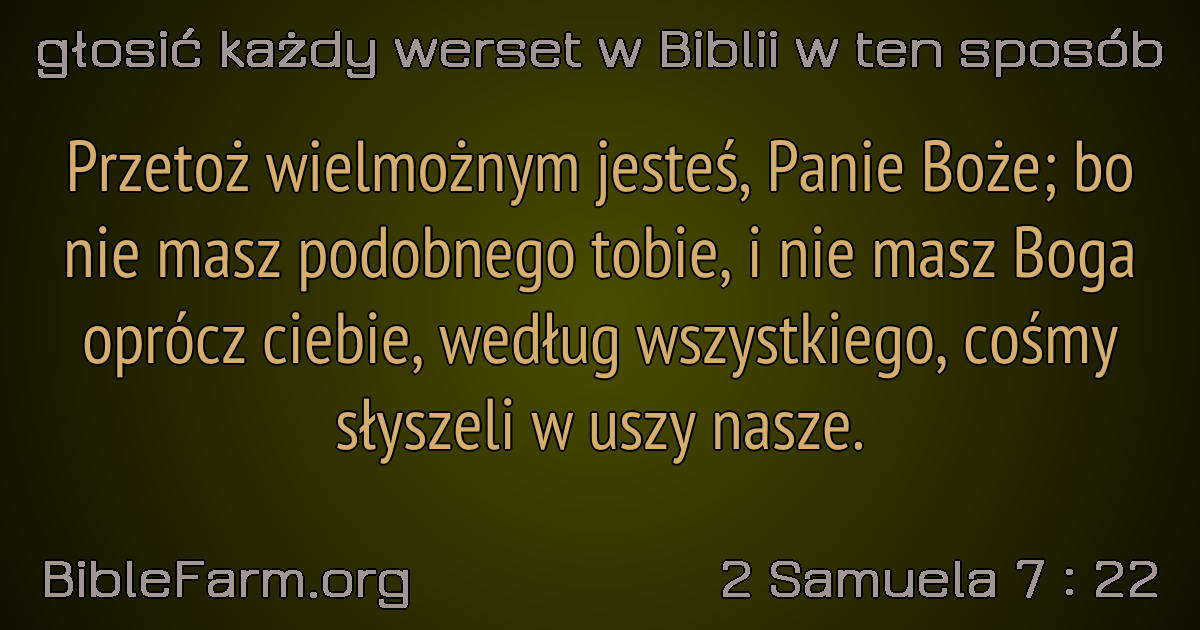 głosić każdy werset w Biblii w ten sposób
Przetoż wielmożnym jesteś, Panie Boże; bo
nie masz podobnego tobie, i nie masz Boga
oprócz ciebie, według wszystkiego, cośmy
słyszeli w uszy nasze.
BibleFarm.org
2 Samuela 7 : 22